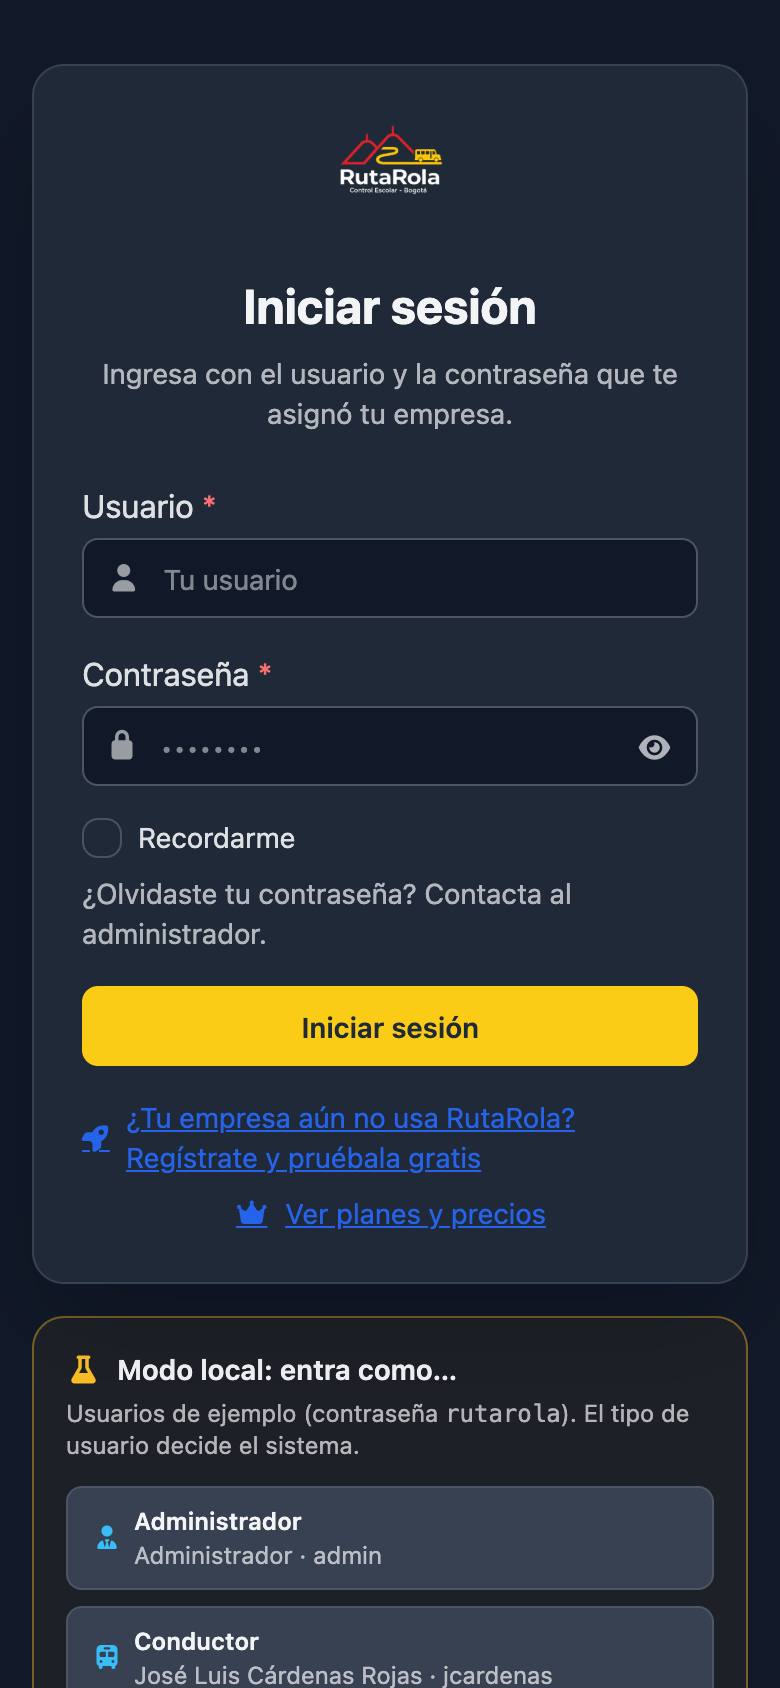 RutaRola
Control Escolar - Bogotá
Iniciar sesión
Ingresa con el usuario y la contraseña que te
asignó tu empresa.
Usuario *
Tu usuario
Contraseña *
••••••••
Recordarme
¿Olvidaste tu contraseña? Contacta al
administrador.
Iniciar sesión
¿Tu empresa aún no usa RutaRola?
Regístrate y pruébala gratis
Ver planes y precios
Modo local: entra como...
Usuarios de ejemplo (contraseña rutarola). El tipo de
usuario decide el sistema.
Administrador
Administrador · admin
Conductor
José Luis Cárdenas Rojas · jcardenas